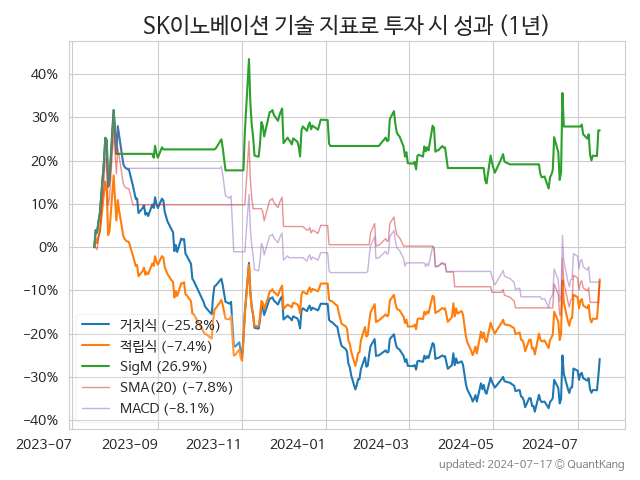 SK이노베이션 기술 지표로 투자 시 성과 (1년)
40%
30%
20%
10%
0%
−10%
−20%
−30%
−40%
거치식 (−25.8%)
적립식 (−7.4%)
SigM (26.9%)
SMA(20) (−7.8%)
MACD (−8.1%)
2023-07
2023-09
2023-11
2024-01
2024-03
2024-05
2024-07
updated: 2024-07-17 © QuantKang